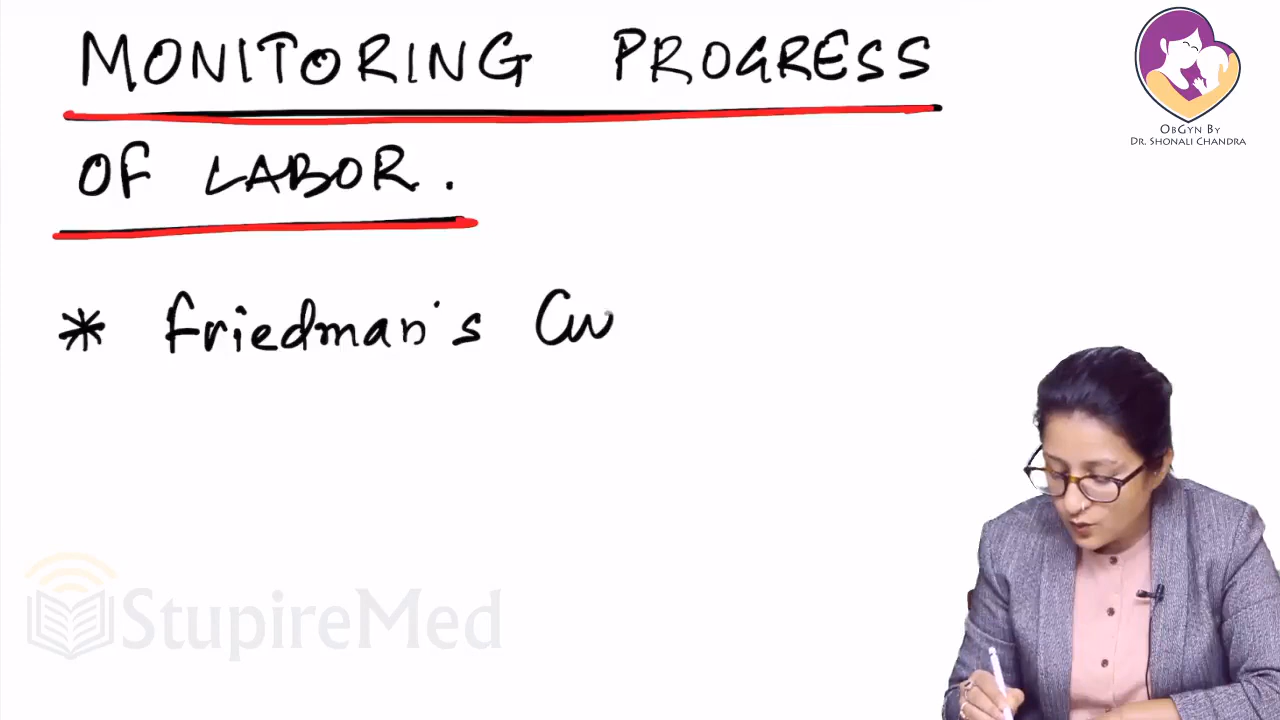 MONITORING PROGRESS
OF LABOR.
* Friedman's Cu
OBGYN BY
DR. SHONALI CHANDRA
StupireMed